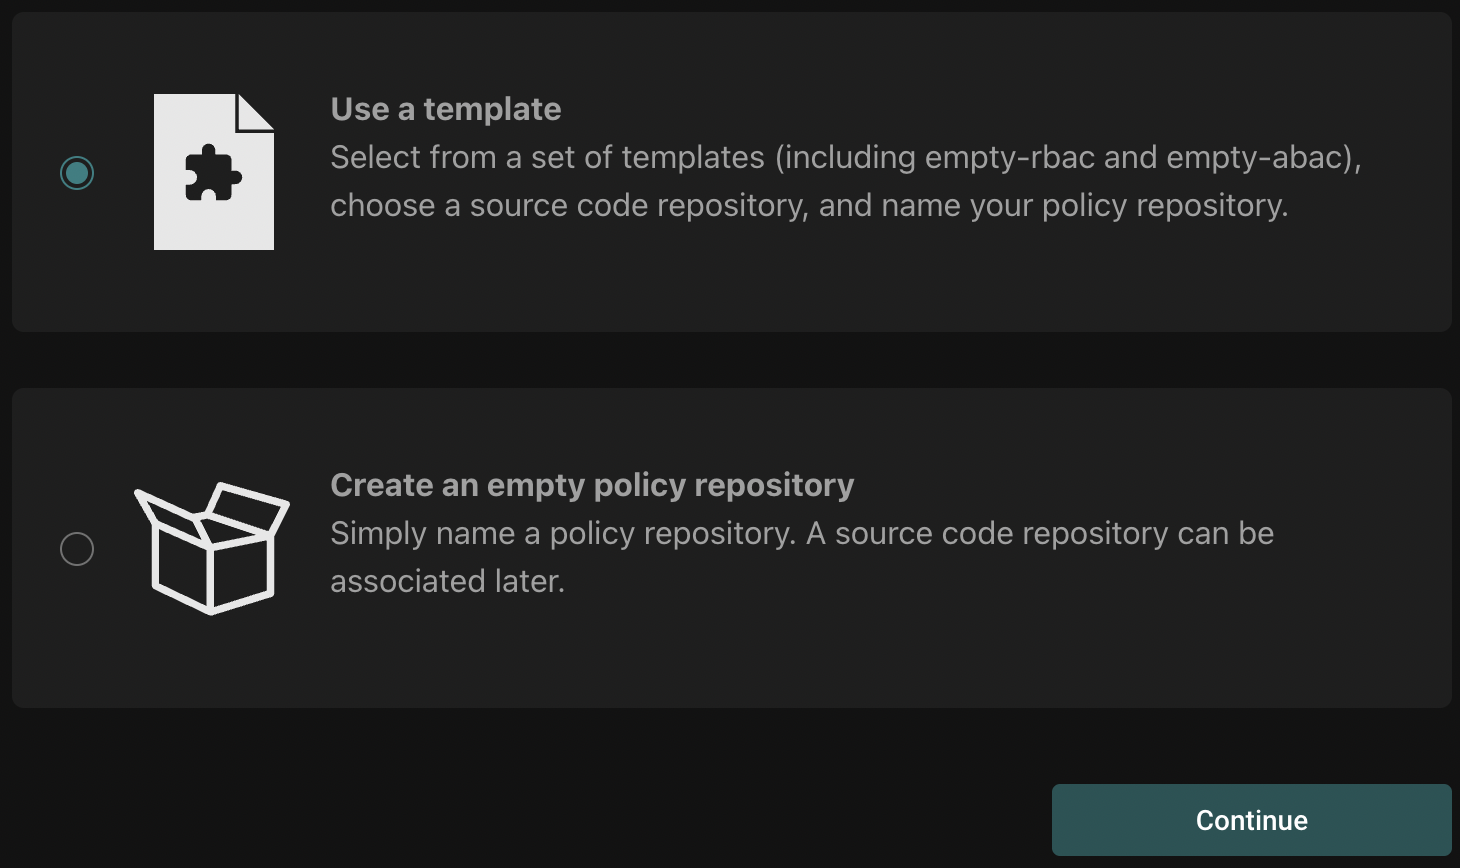 Use a template
Select from a set of templates (including empty-rbac and empty-abac),
choose a source code repository, and name your policy repository.
Create an empty policy repository
Simply name a policy repository. A source code repository can be
associated later.
Continue